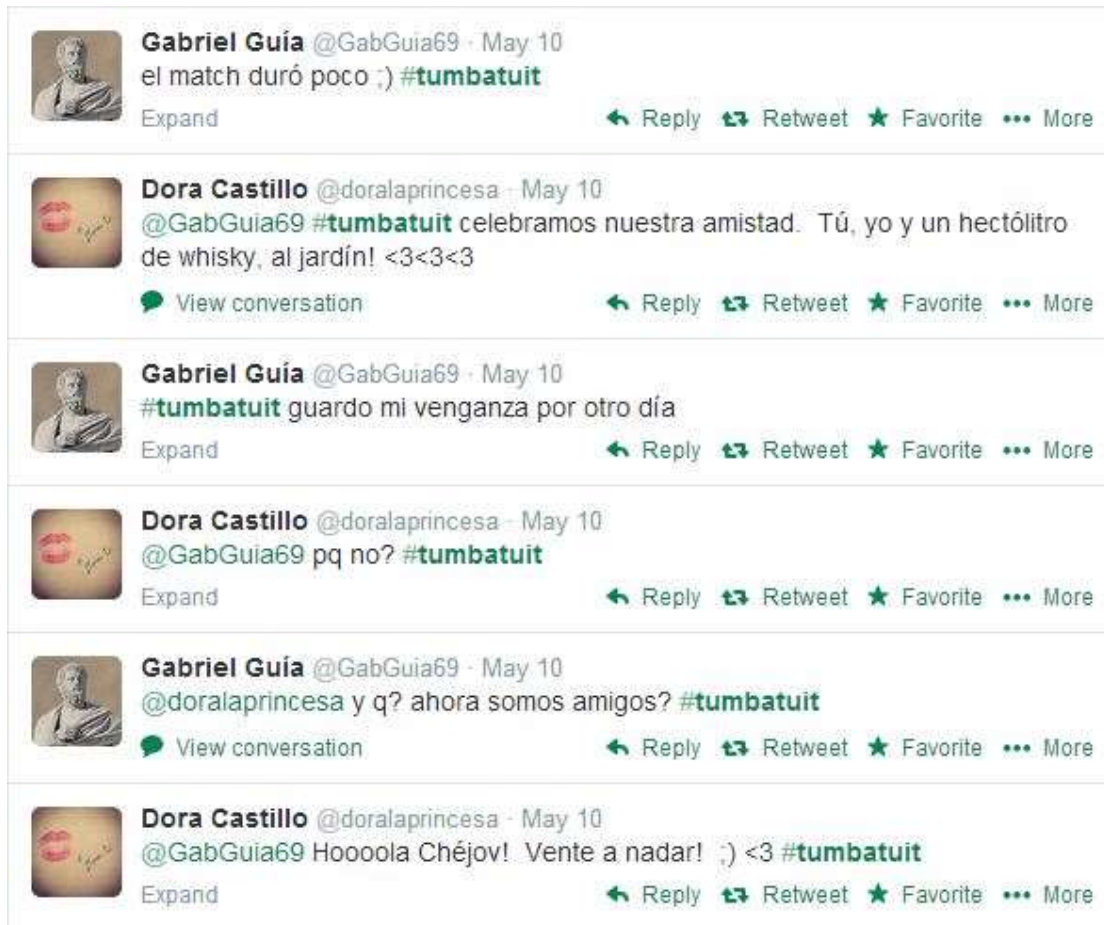 Gabriel Guía @GabGuia69 · May 10
el match duró poco ;) #tumbatuit
Expand Reply Retweet Favorite More
Dora Castillo @doralaprincesa · May 10
@GabGuia69 #tumbatuit celebramos nuestra amistad. Tú, yo y un hectólitro
de whisky, al jardín! <3<3<3
View conversation Reply Retweet Favorite More
Gabriel Guía @GabGuia69 · May 10
#tumbatuit guardo mi venganza por otro día
Expand Reply Retweet Favorite More
Dora Castillo @doralaprincesa · May 10
@GabGuia69 pq no? #tumbatuit
Expand Reply Retweet Favorite More
Gabriel Guía @GabGuia69 · May 10
@doralaprincesa y q? ahora somos amigos? #tumbatuit
View conversation Reply Retweet Favorite More
Dora Castillo @doralaprincesa · May 10
@GabGuia69 Hoooola Chéjov! Vente a nadar! ;) <3 #tumbatuit
Expand Reply Retweet Favorite More